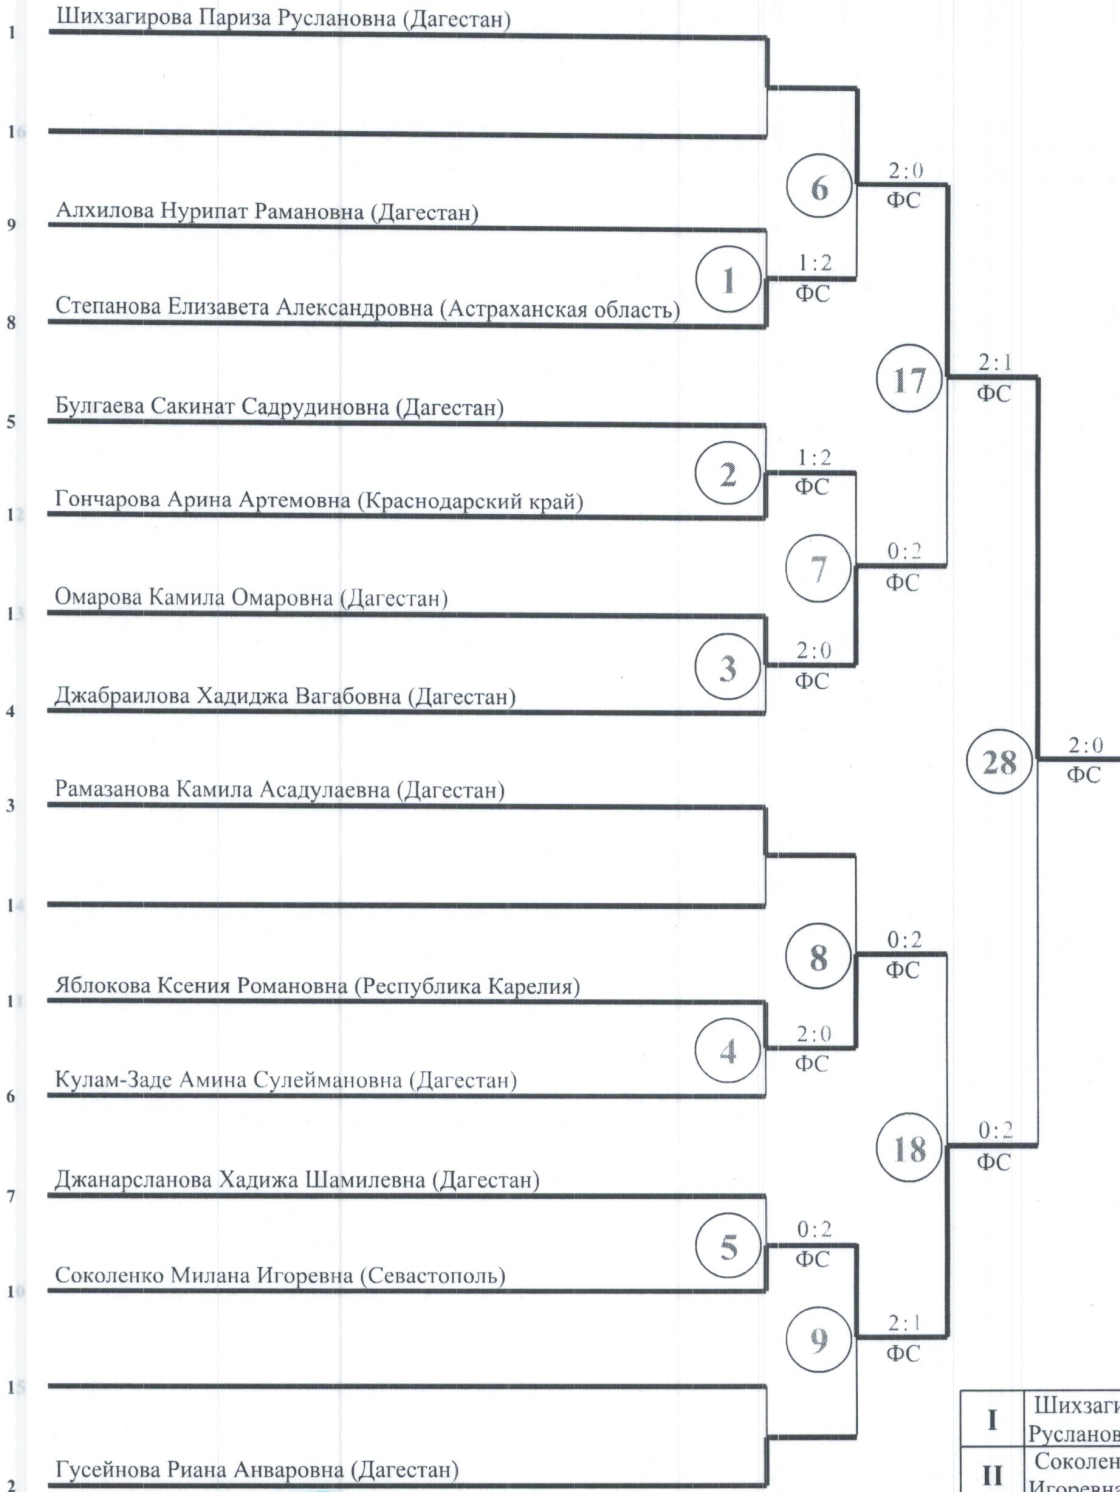 1 Шихзагирова Париза Руслановна (Дагестан)
16
6 2:0
ФС
9 Алхилова Нурипат Рамановна (Дагестан)
1 1:2
ФС
8 Степанова Елизавета Александровна (Астраханская область)
17 2:1
ФС
5 Булгаева Сакинат Садрудиновна (Дагестан)
2 1:2
ФС
12 Гончарова Арина Артемовна (Краснодарский край)
7 0:2
ФС
13 Омарова Камила Омаровна (Дагестан)
3 2:0
ФС
4 Джабраилова Хадиджа Вагабовна (Дагестан)
28 2:0
ФС
3 Рамазанова Камила Асадулаевна (Дагестан)
14
8 0:2
ФС
11 Яблокова Ксения Романовна (Республика Карелия)
4 2:0
ФС
6 Кулам-Заде Амина Сулеймановна (Дагестан)
18 0:2
ФС
7 Джанарсланова Хадижа Шамилевна (Дагестан)
5 0:2
ФС
10 Соколенко Милана Игоревна (Севастополь)
9 2:1
ФС
15
2 Гусейнова Риана Анваровна (Дагестан)
I Шихзаги
Руслановн
II Соколен
Игоревна